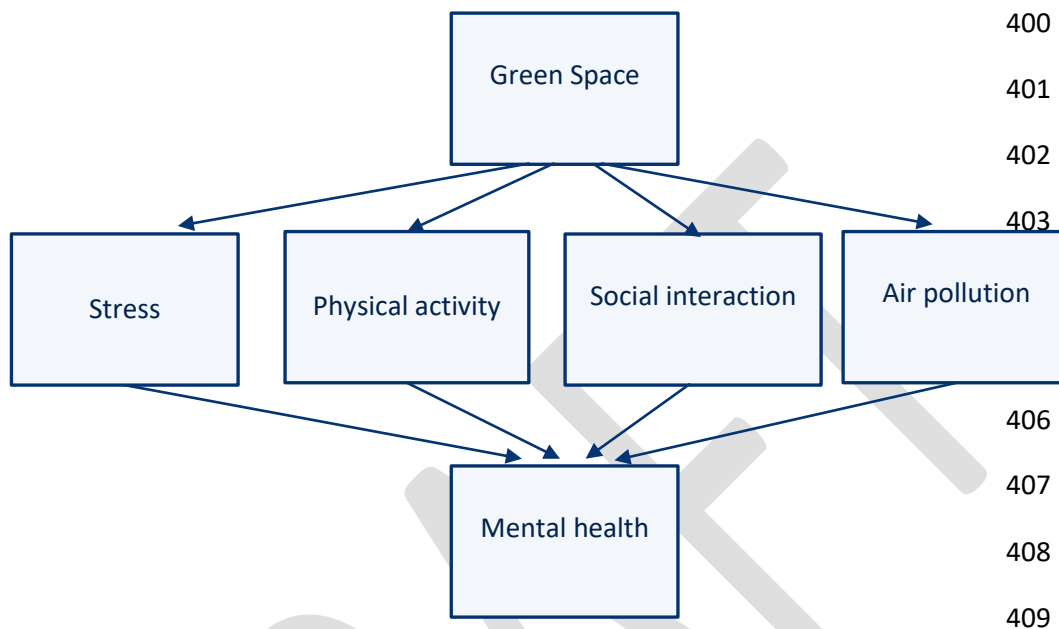 400
Green Space
401
402
403
Stress
Physical activity
Social interaction
Air pollution
406
407
Mental health
408
409